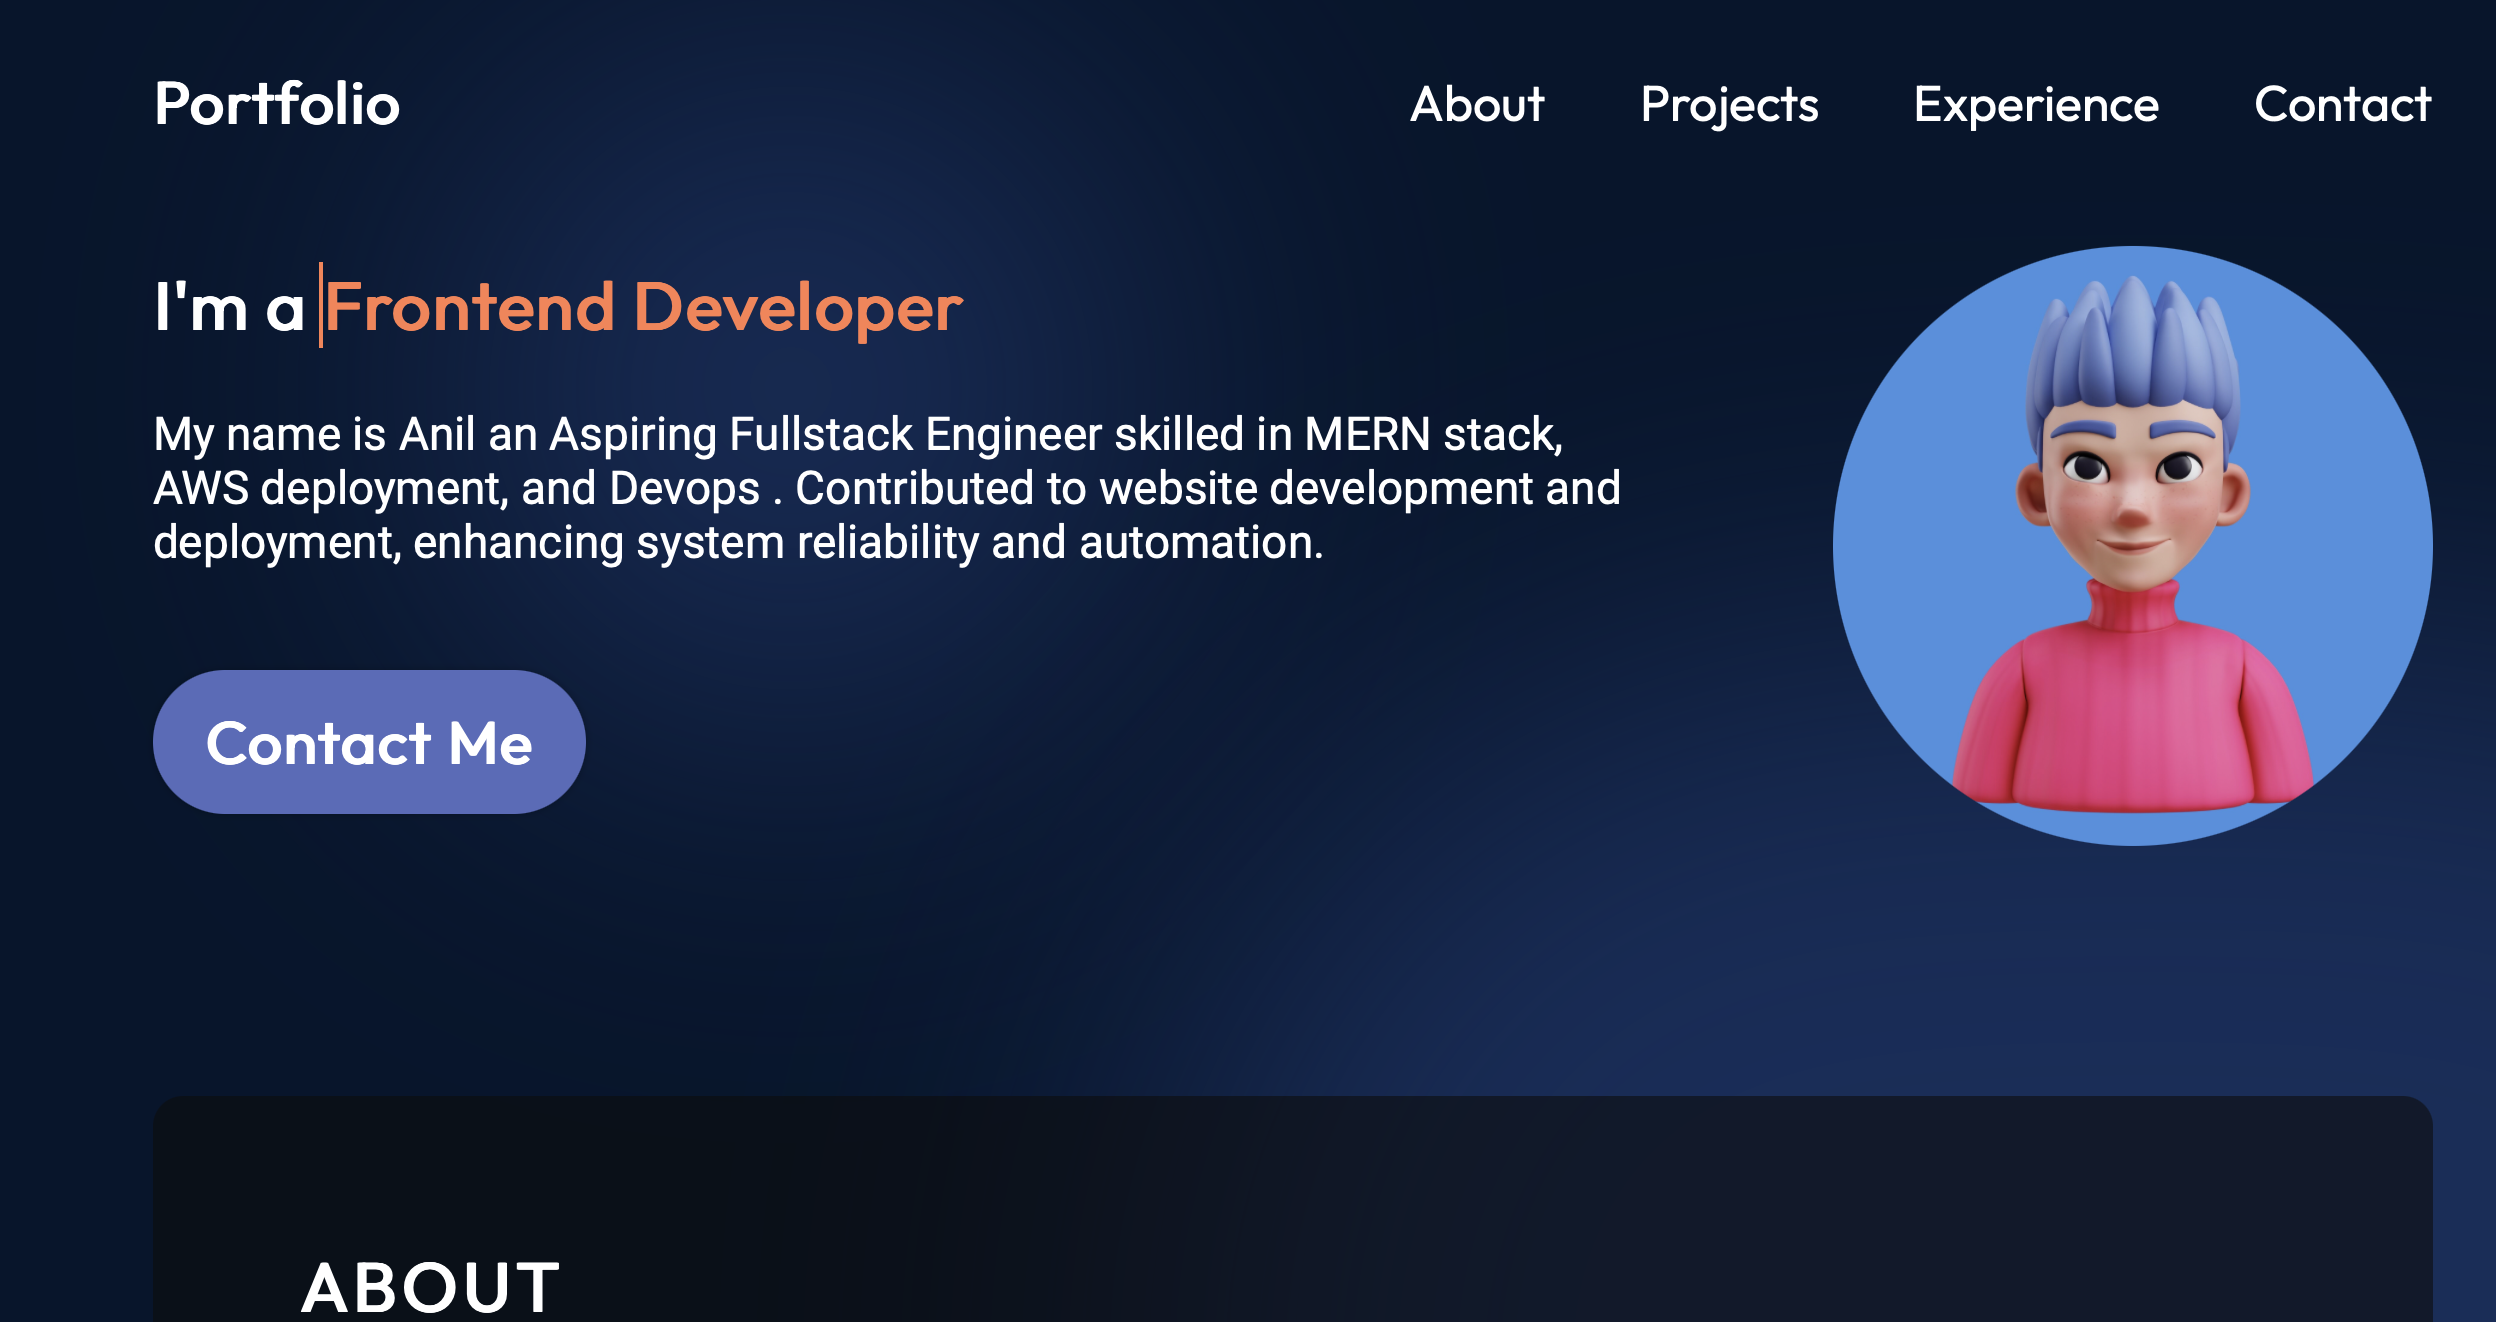 Portfolio
About Projects Experience Contact
I'm a Frontend Developer
My name is Anil an Aspiring Fullstack Engineer skilled in MERN stack,
AWS deployment, and Devops . Contributed to website development and
deployment, enhancing system reliability and automation.
Contact Me
ABOUT